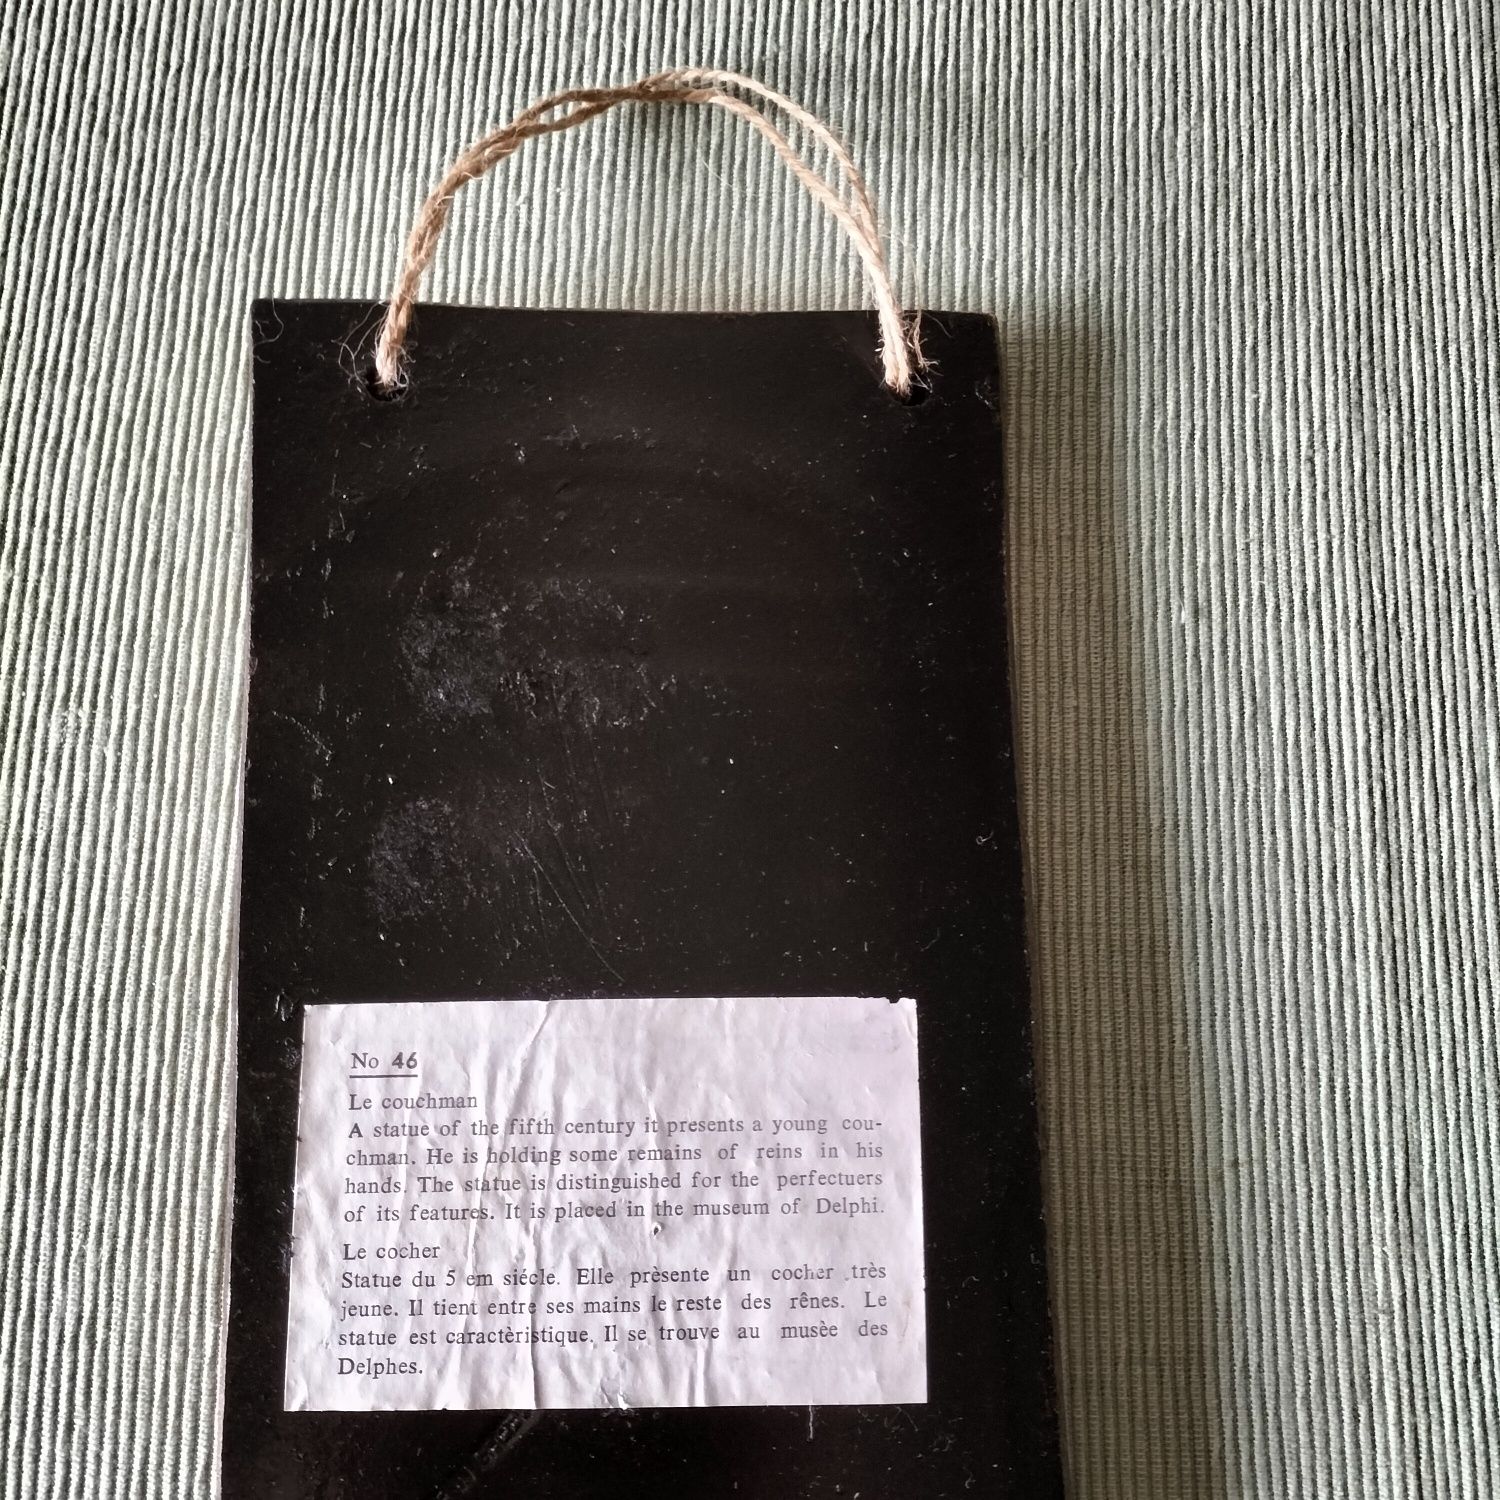 No 46
Le couchman
A statue of the fifth century it presents a young cou-
chman. He is holding some remains of reins in his
hands. The statue is distinguished for the perfectuers
of its features. It is placed in the museum of Delphi.
Le cocher
Statue du 5 em siécle. Elle prèsente un cocher très
jeune. Il tient entre ses mains le reste des rênes. Le
statue est caractèristique. Il se trouve au musèe des
Delphes.